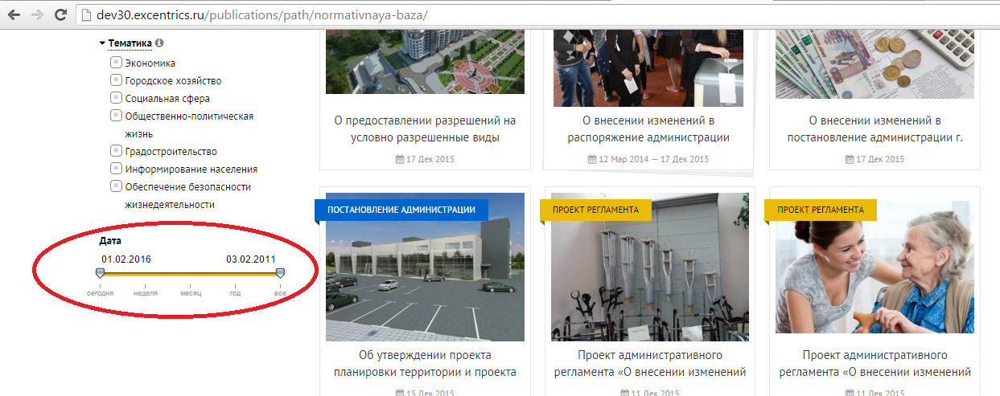 dev30.excentrics.ru/publications/path/normativnaya-baza/
Тематика
Экономика
Городское хозяйство
Социальная сфера
Общественно-политическая
жизнь
Градостроительство
Информирование населения
Обеспечение безопасности
жизнедеятельности
Дата
01.02.2016 03.02.2011
сегодня неделя месяц год все
О предоставлении разрешений на
условно разрешенные виды
17 Дек 2015
О внесении изменений в
распоряжение администрации
12 Мар 2014 — 17 Дек 2015
О внесении изменений в
постановление администрации г.
17 Дек 2015
ПОСТАНОВЛЕНИЕ АДМИНИСТРАЦИИ
Об утверждении проекта
планировки территории и проекта
15 Дек 2015
ПРОЕКТ РЕГЛАМЕНТА
Проект административного
регламента «О внесении изменений
11 Дек 2015
ПРОЕКТ РЕГЛАМЕНТА
Проект административного
регламента «О внесении изменений
11 Дек 2015